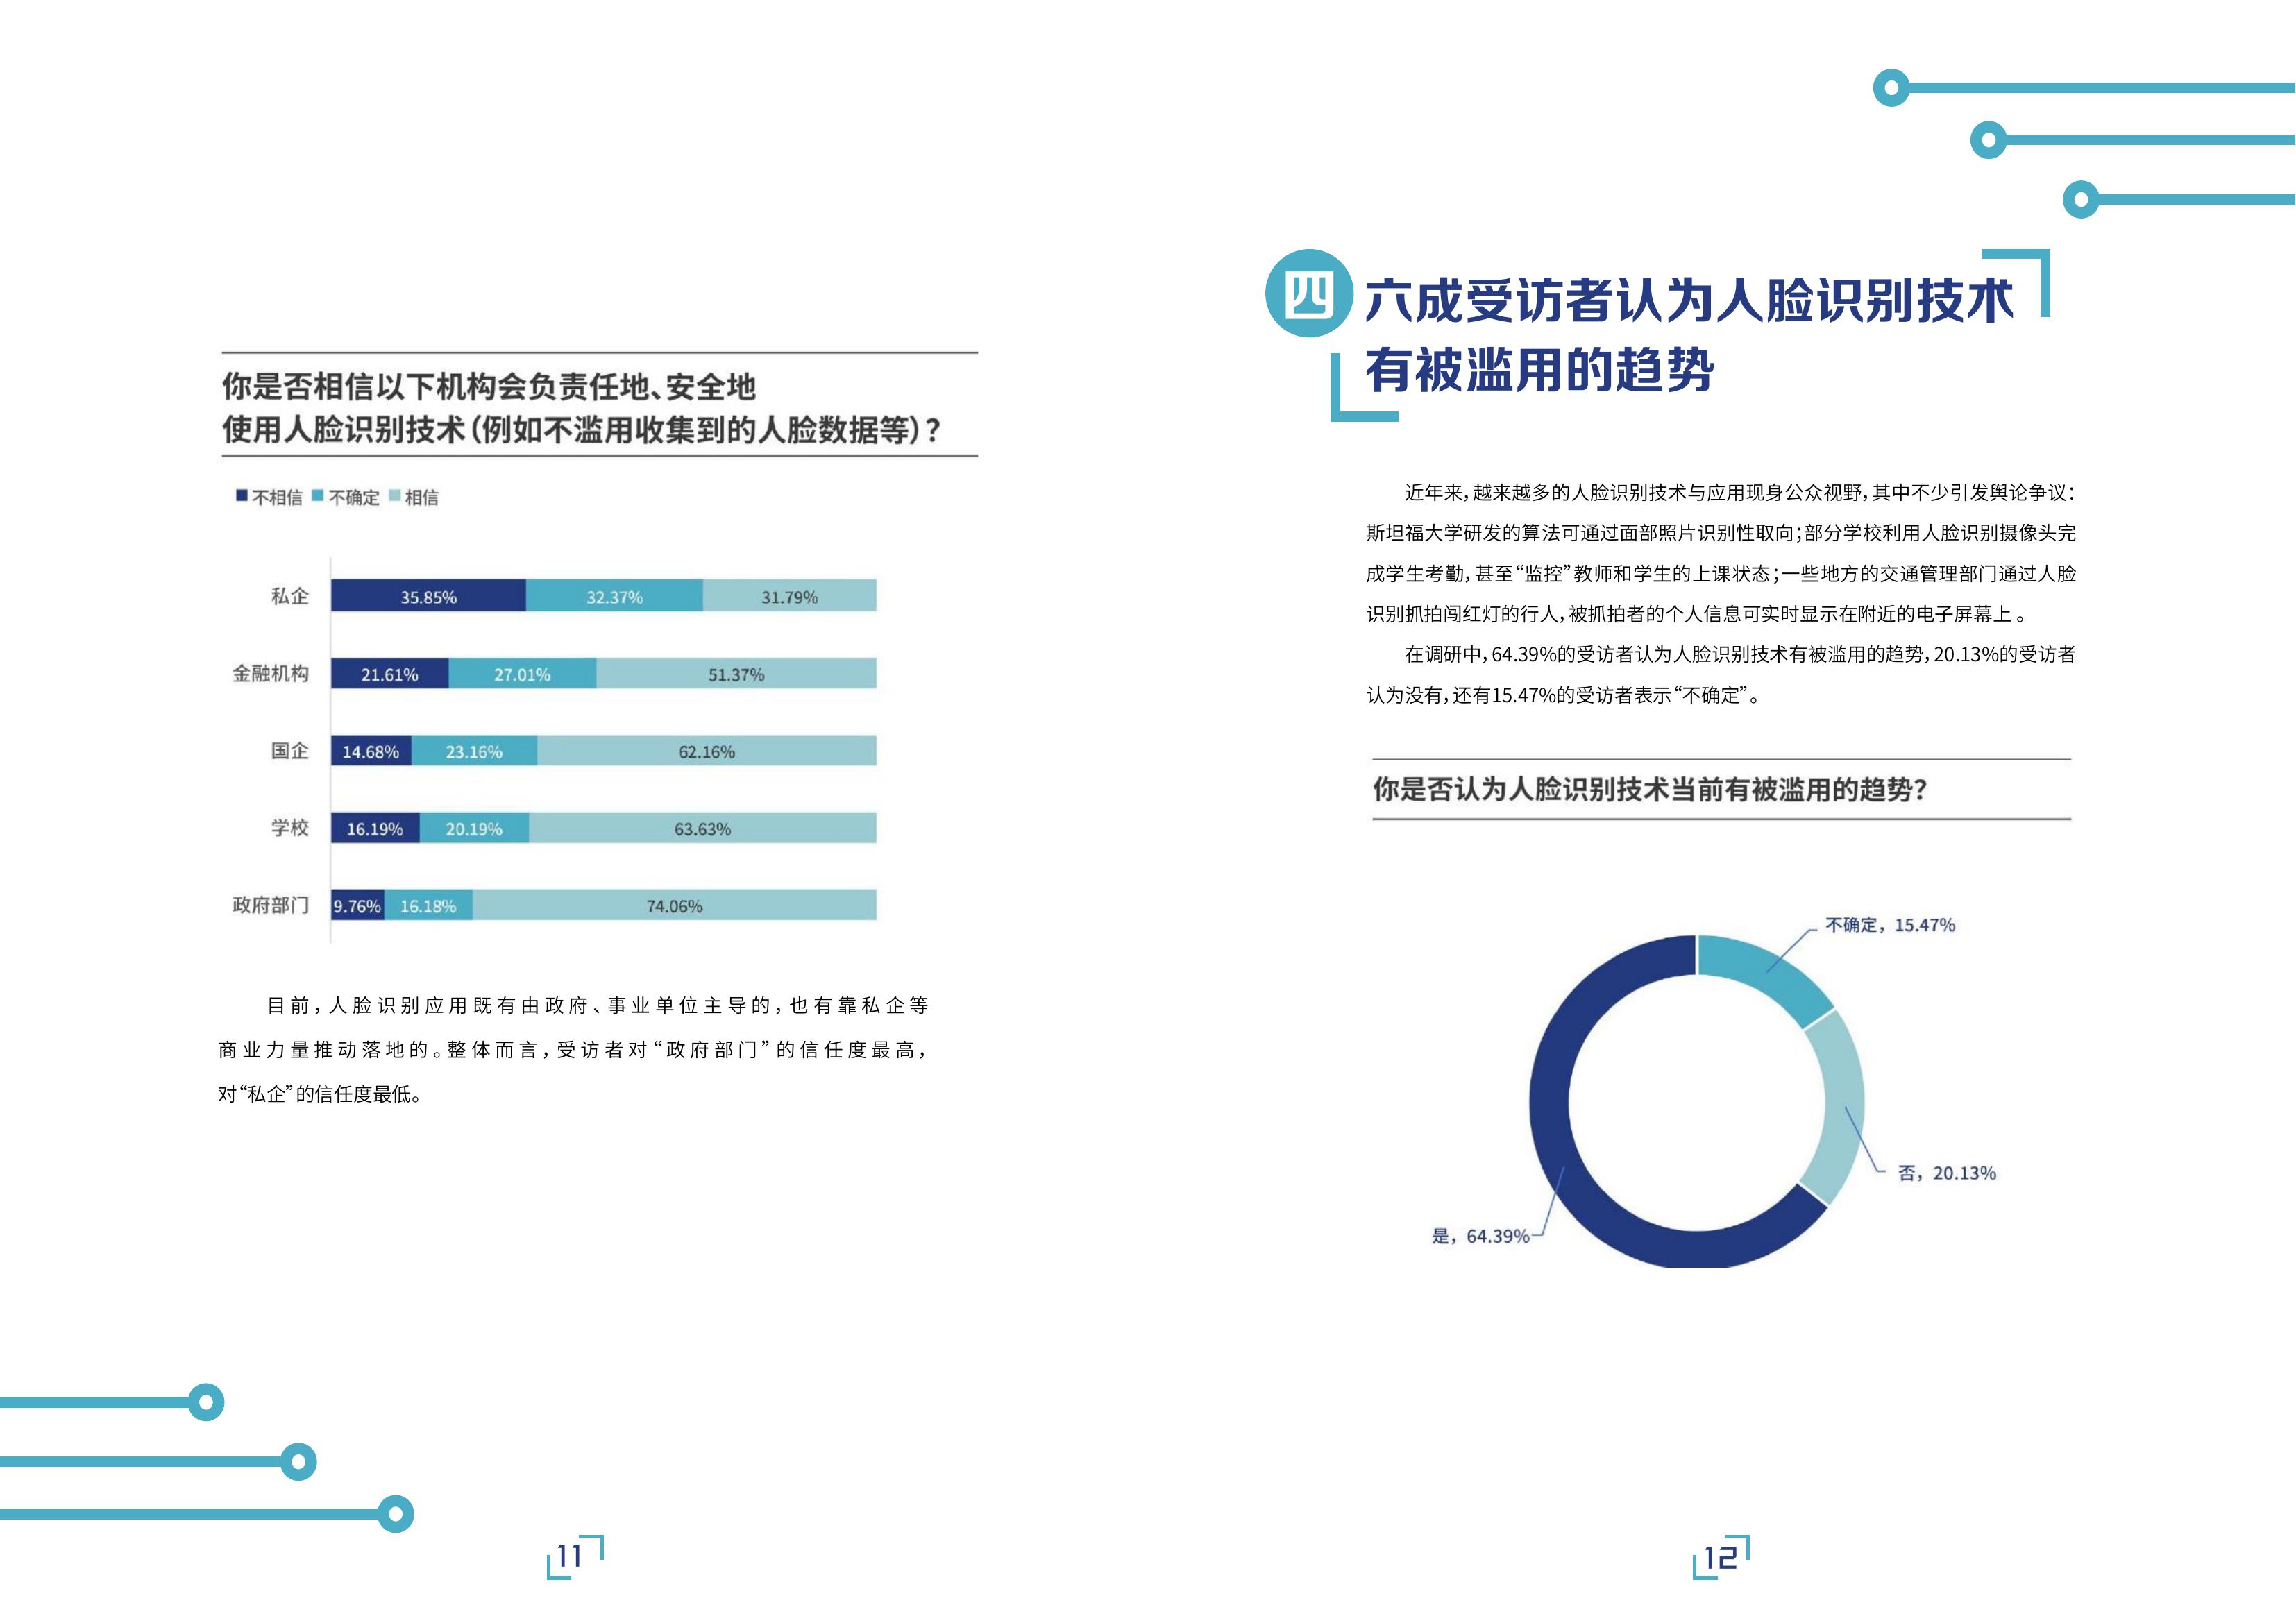 你是否相信以下机构会负责任地、安全地
使用人脸识别技术（例如不滥用收集到的人脸数据等）？
不相信 不确定 相信
私企 35.85% 32.37% 31.79%
金融机构 21.61% 27.01% 51.37%
国企 14.68% 23.16% 62.16%
学校 16.19% 20.19% 63.63%
政府部门 9.76% 16.18% 74.06%
目前，人脸识别应用既有由政府、事业单位主导的，也有靠私企等
商业力量推动落地的。整体而言，受访者对“政府部门”的信任度最高，
对“私企”的信任度最低。
11
四 六成受访者认为人脸识别技术
有被滥用的趋势
近年来，越来越多的人脸识别技术与应用现身公众视野，其中不少引发舆论争议：
斯坦福大学研发的算法可通过面部照片识别性取向；部分学校利用人脸识别摄像头完
成学生考勤，甚至“监控”教师和学生的上课状态；一些地方的交通管理部门通过人脸
识别抓拍闯红灯的行人，被抓拍者的个人信息可实时显示在附近的电子屏幕上 。
在调研中，64.39%的受访者认为人脸识别技术有被滥用的趋势，20.13%的受访者
认为没有，还有15.47%的受访者表示“不确定”。
你是否认为人脸识别技术当前有被滥用的趋势？
不确定，15.47%
否，20.13%
是，64.39%
12